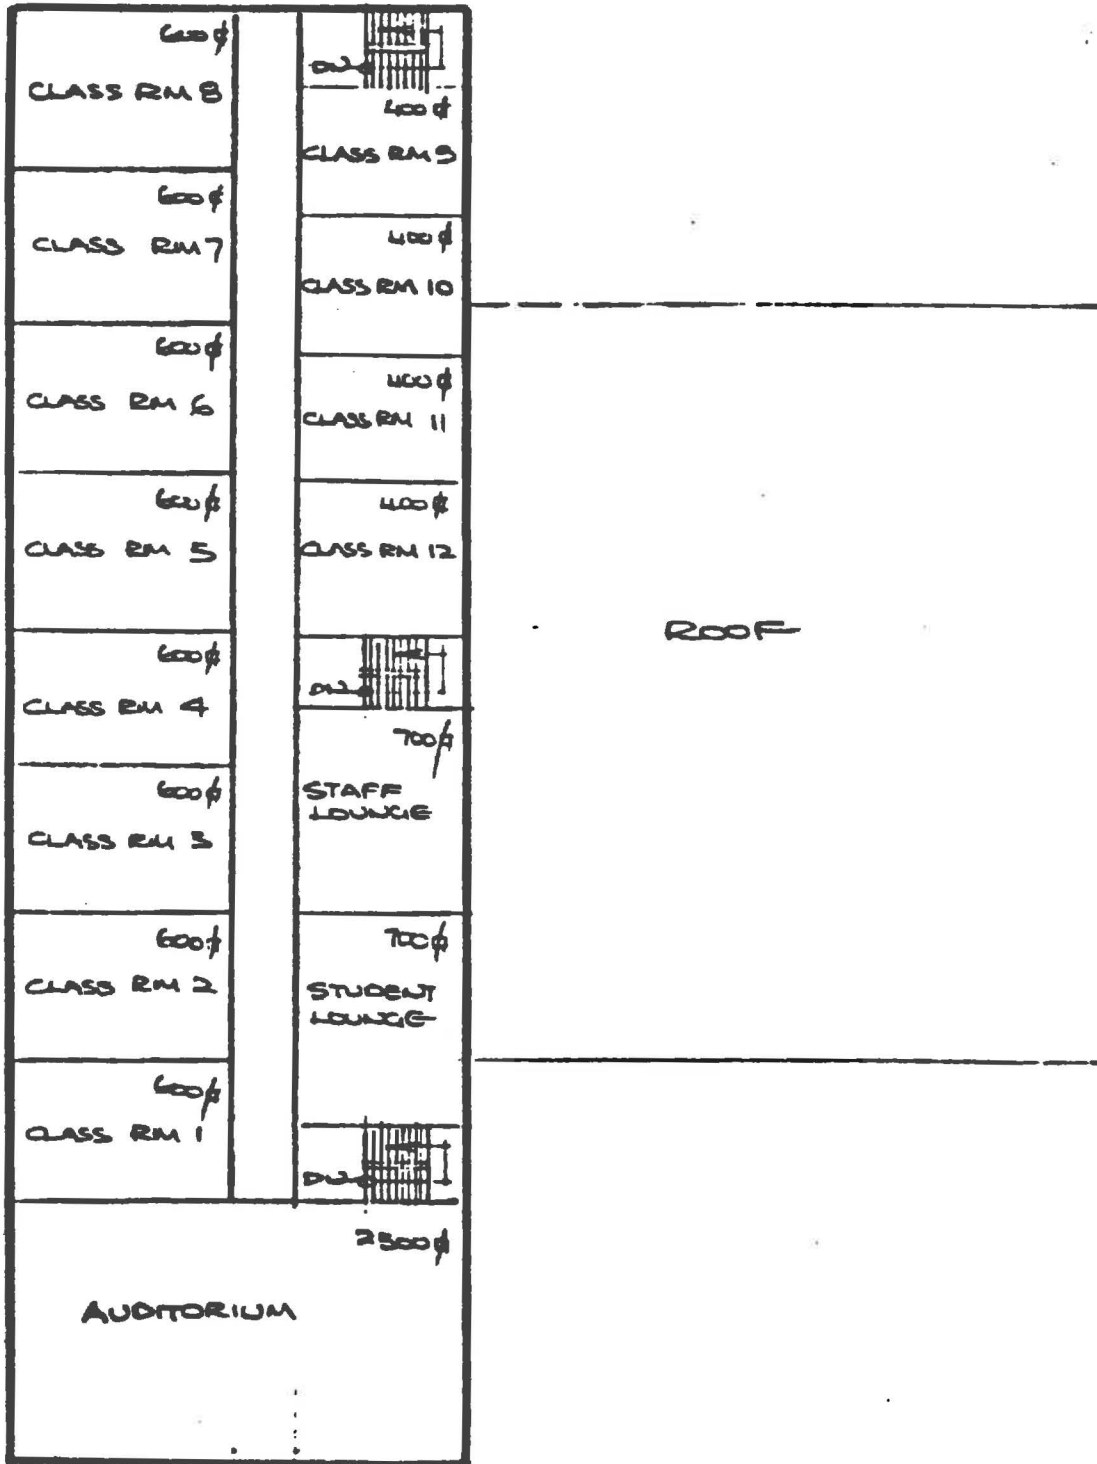 600⌀
CLASS RM 8
600⌀
CLASS RM 7
600⌀
CLASS RM 6
600⌀
CLASS RM 5
600⌀
CLASS RM 4
600⌀
CLASS RM 3
600⌀
CLASS RM 2
600⌀
CLASS RM 1
DN
400⌀
CLASS RM 9
400⌀
CLASS RM 10
400⌀
CLASS RM 11
400⌀
CLASS RM 12
DN
700⌀
STAFF
LOUNGE
700⌀
STUDENT
LOUNGE
DN
2500⌀
AUDITORIUM
ROOF